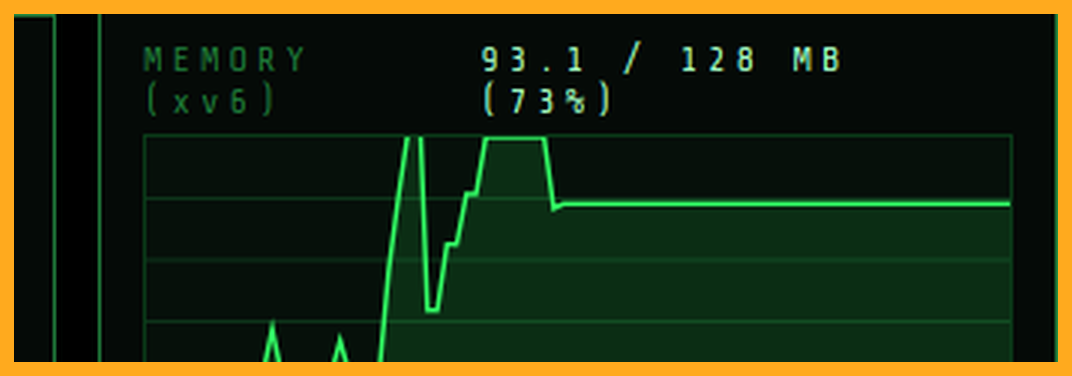 MEMORY
(xv6)
93.1 / 128 MB
(73%)